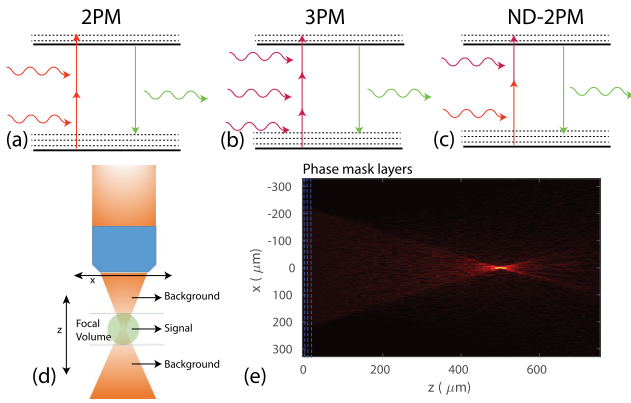 2PM
3PM
ND-2PM
(a)
(b)
(c)
x
Background
z
Focal
Volume
Signal
Background
(d)
Phase mask layers
-300
-200
-100
0
100
200
300
x ( μm)
0
200
400
600
z ( μm)
(e)